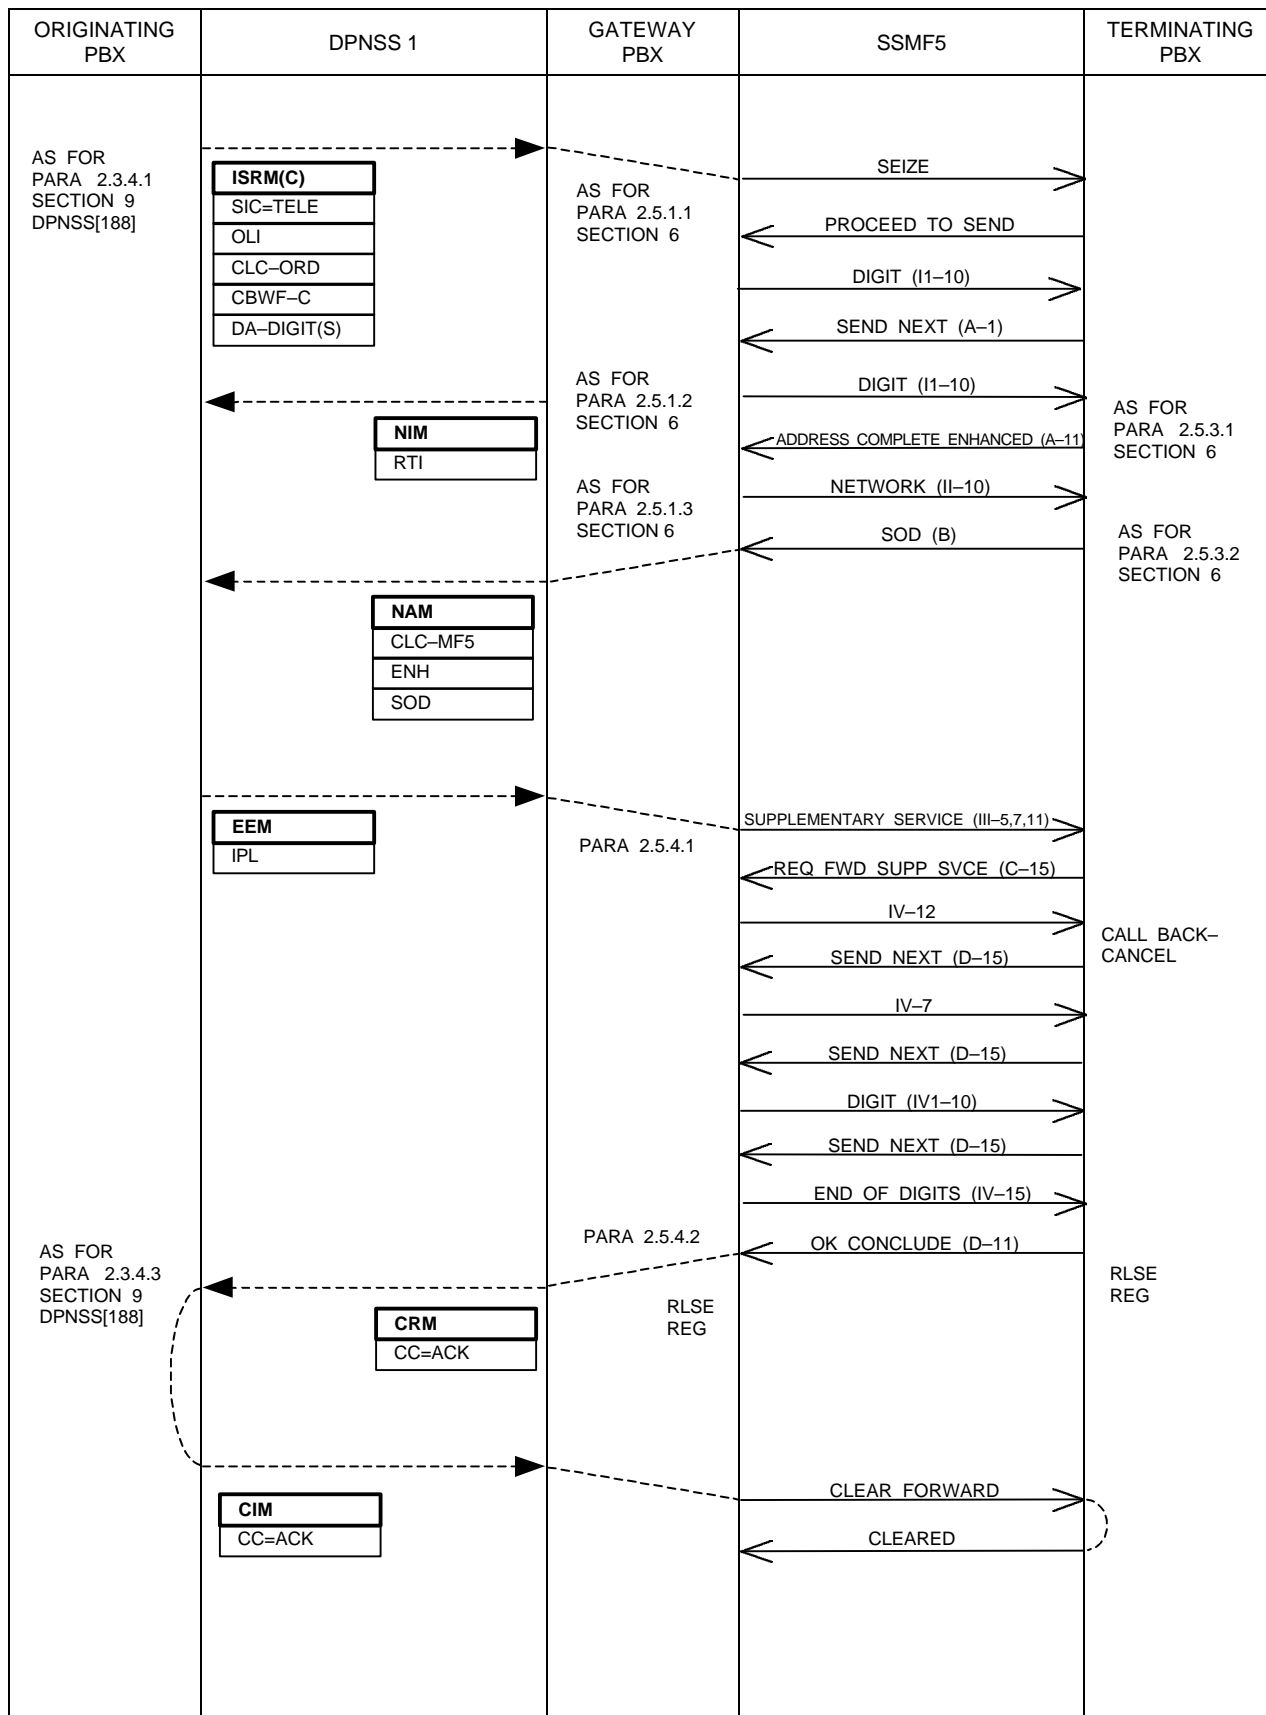 ORIGINATING
PBX
DPNSS 1
GATEWAY
PBX
SSMF5
TERMINATING
PBX
AS FOR
PARA 2.3.4.1
SECTION 9
DPNSS[188]
ISRM(C)
SIC=TELE
OLI
CLC–ORD
CBWF–C
DA–DIGIT(S)
AS FOR
PARA 2.5.1.1
SECTION 6
SEIZE
PROCEED TO SEND
DIGIT (I1–10)
SEND NEXT (A–1)
AS FOR
PARA 2.5.1.2
SECTION 6
DIGIT (I1–10)
AS FOR
PARA 2.5.3.1
SECTION 6
NIM
RTI
ADDRESS COMPLETE ENHANCED (A–11)
AS FOR
PARA 2.5.1.3
SECTION 6
NETWORK (II–10)
SOD (B)
AS FOR
PARA 2.5.3.2
SECTION 6
NAM
CLC–MF5
ENH
SOD
EEM
IPL
PARA 2.5.4.1
SUPPLEMENTARY SERVICE (III–5,7,11)
REQ FWD SUPP SVCE (C–15)
IV–12
CALL BACK–
CANCEL
SEND NEXT (D–15)
IV–7
SEND NEXT (D–15)
DIGIT (IV1–10)
SEND NEXT (D–15)
END OF DIGITS (IV–15)
PARA 2.5.4.2
OK CONCLUDE (D–11)
AS FOR
PARA 2.3.4.3
SECTION 9
DPNSS[188]
RLSE
REG
RLSE
REG
CRM
CC=ACK
CIM
CC=ACK
CLEAR FORWARD
CLEARED